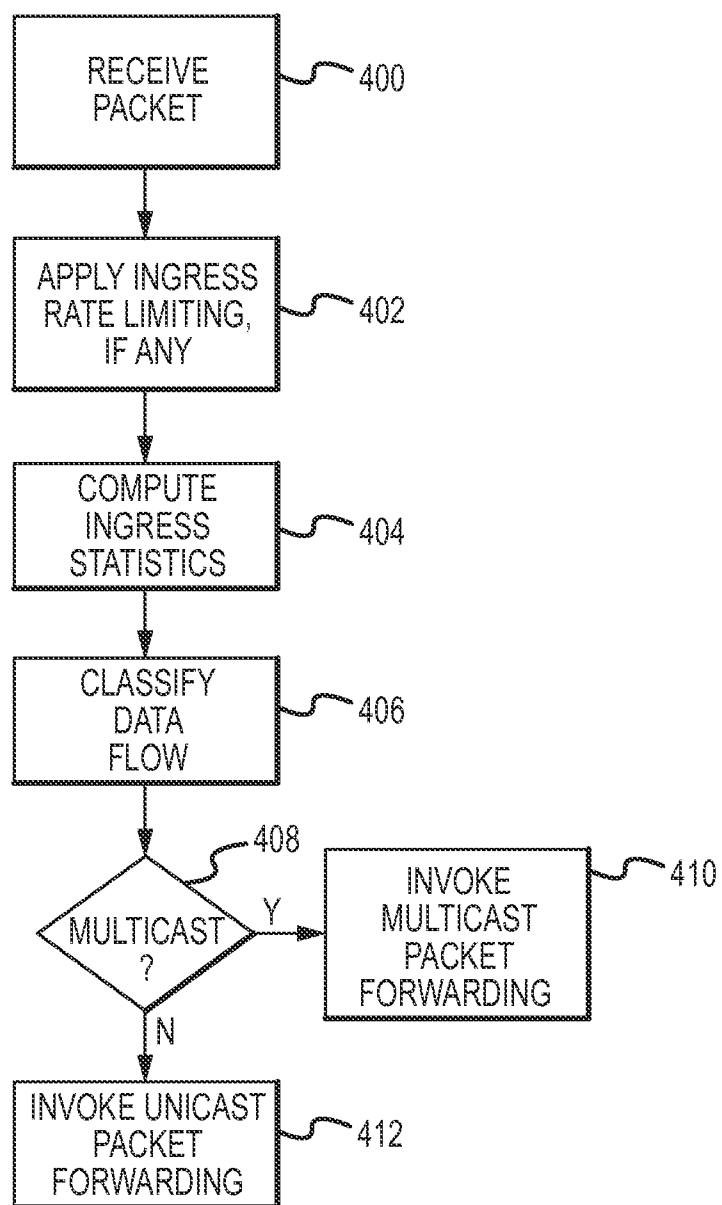 RECEIVE
PACKET
400
APPLY INGRESS
RATE LIMITING,
IF ANY
402
COMPUTE
INGRESS
STATISTICS
404
CLASSIFY
DATA
FLOW
406
408
MULTICAST
?
Y
N
INVOKE
MULTICAST
PACKET
FORWARDING
410
INVOKE UNICAST
PACKET
FORWARDING
412